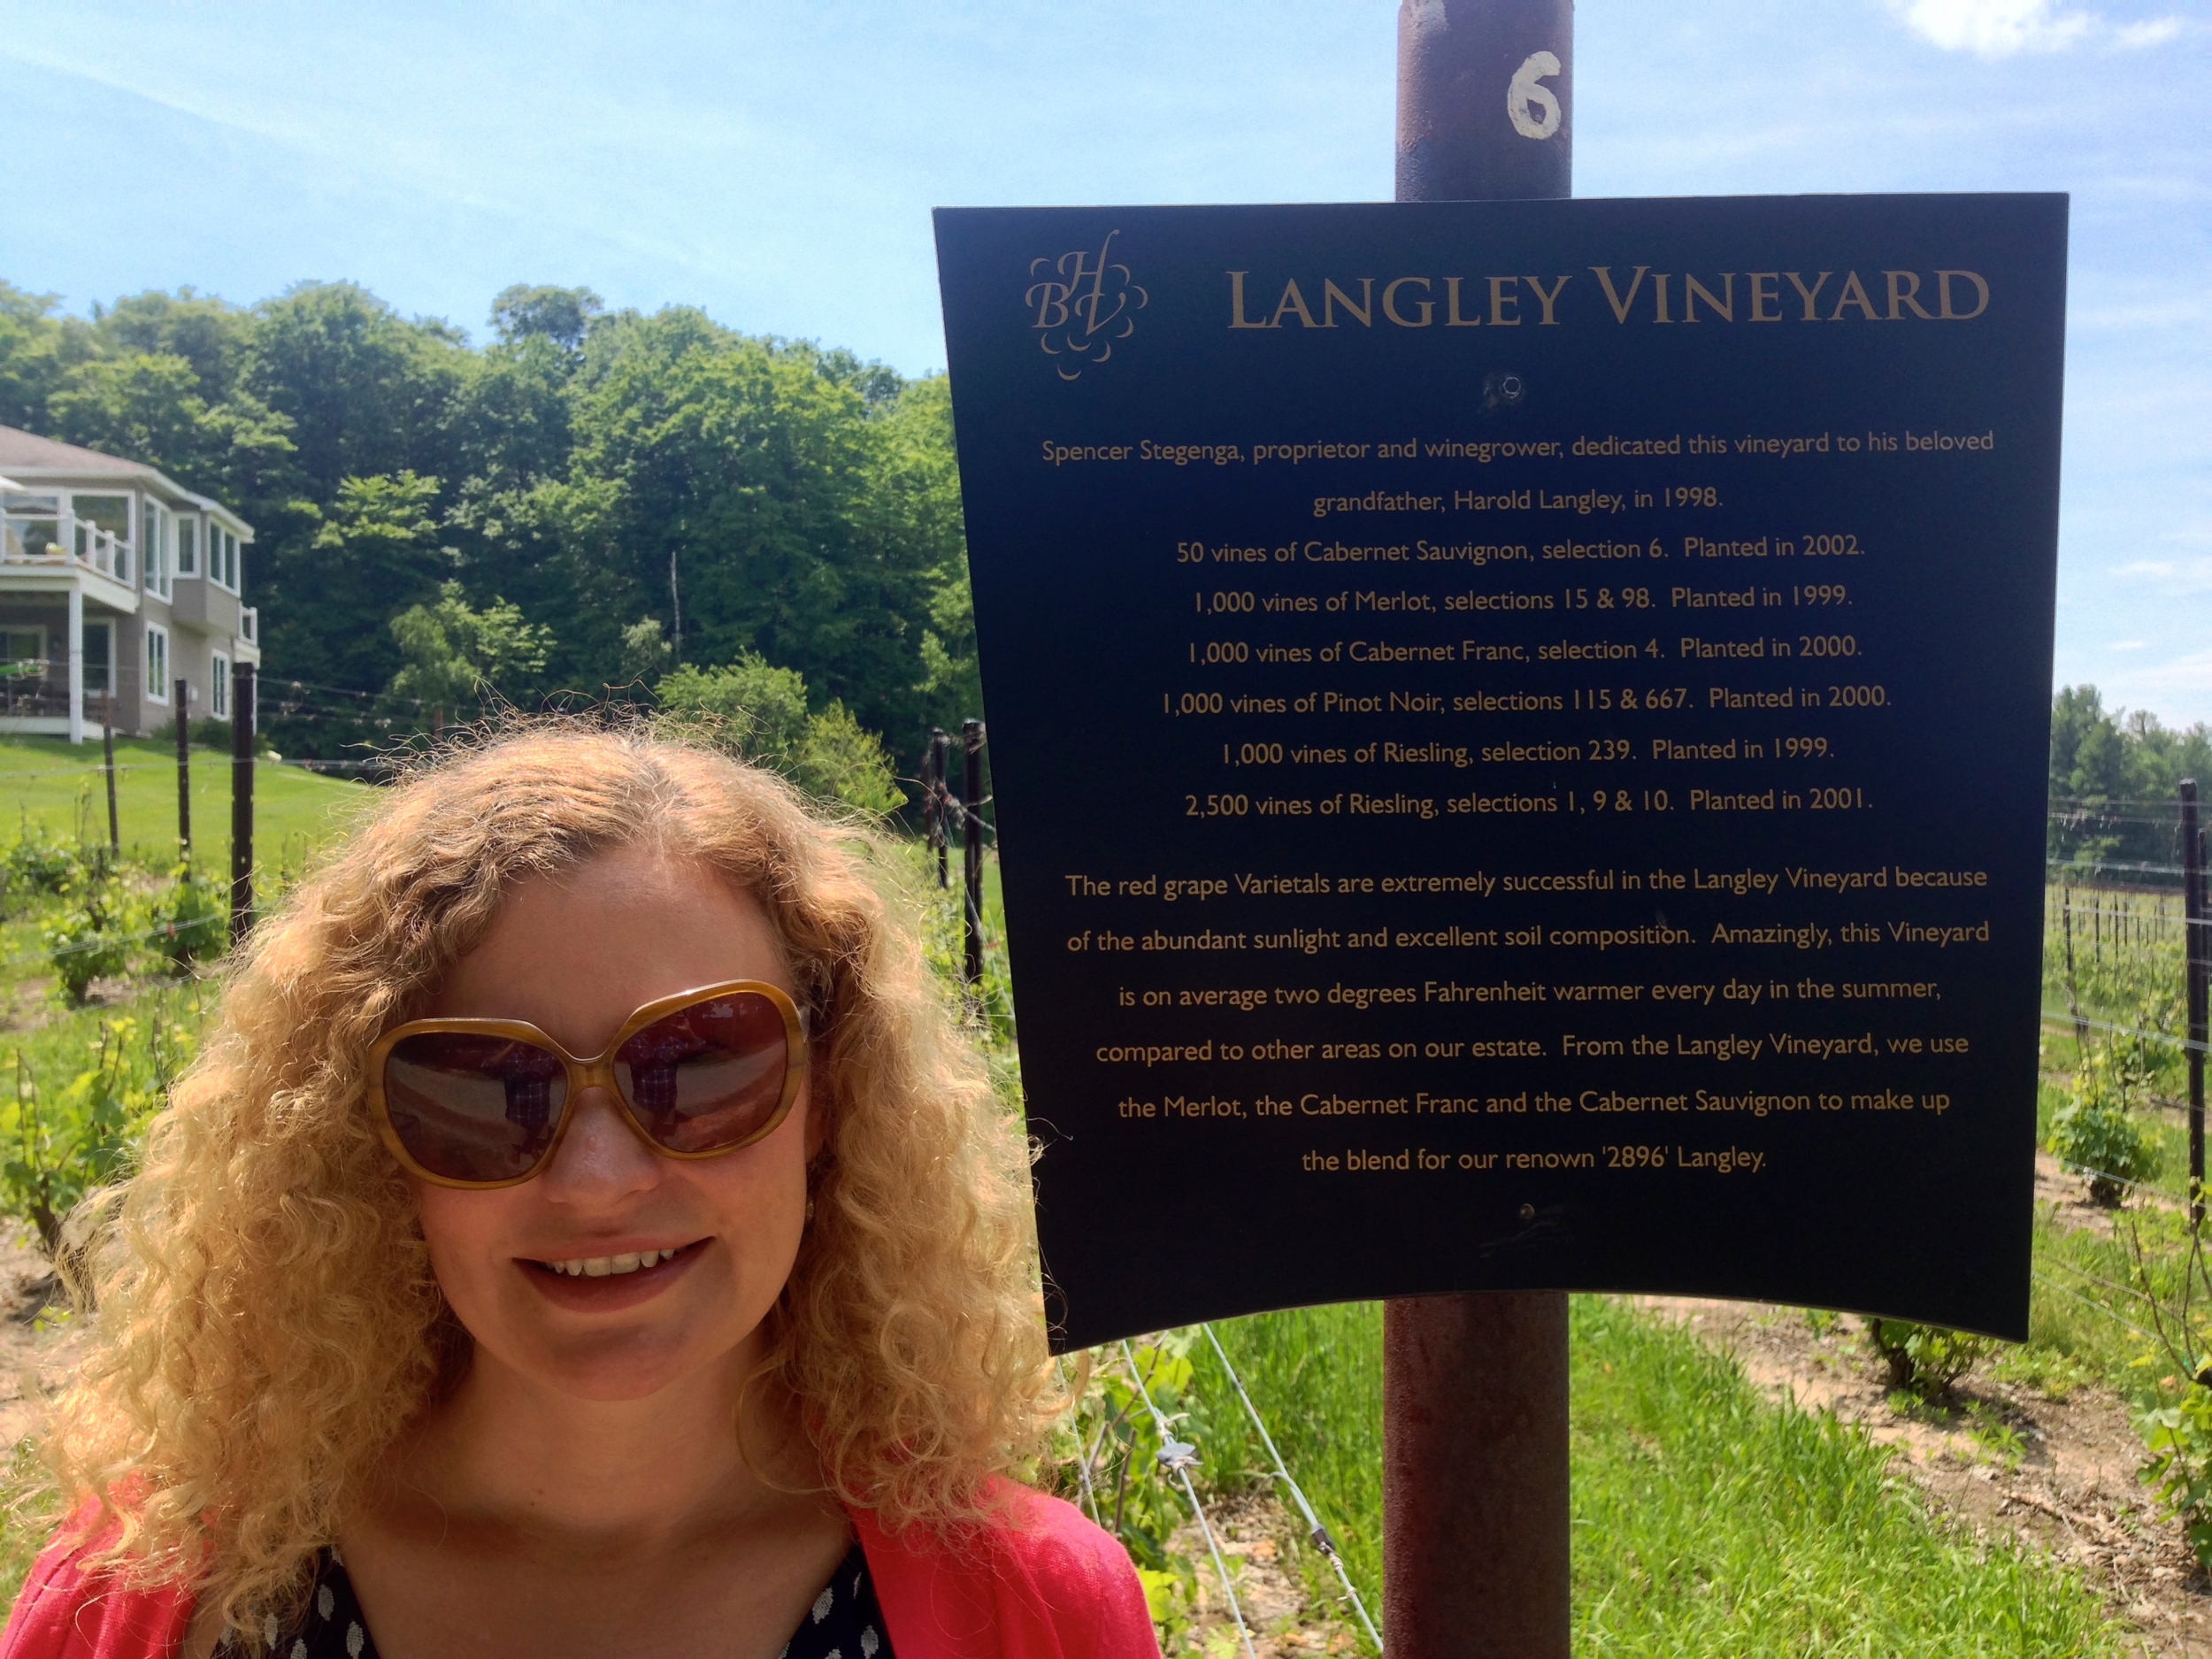 6
BHV
LANGLEY VINEYARD
Spencer Stegenga, proprietor and winegrower, dedicated this vineyard to his beloved
grandfather, Harold Langley, in 1998.
50 vines of Cabernet Sauvignon, selection 6. Planted in 2002.
1,000 vines of Merlot, selections 15 & 98. Planted in 1999.
1,000 vines of Cabernet Franc, selection 4. Planted in 2000.
1,000 vines of Pinot Noir, selections 115 & 667. Planted in 2000.
1,000 vines of Riesling, selection 239. Planted in 1999.
2,500 vines of Riesling, selections 1, 9 & 10. Planted in 2001.
The red grape Varietals are extremely successful in the Langley Vineyard because
of the abundant sunlight and excellent soil composition. Amazingly, this Vineyard
is on average two degrees Fahrenheit warmer every day in the summer,
compared to other areas on our estate. From the Langley Vineyard, we use
the Merlot, the Cabernet Franc and the Cabernet Sauvignon to make up
the blend for our renown '2896' Langley.